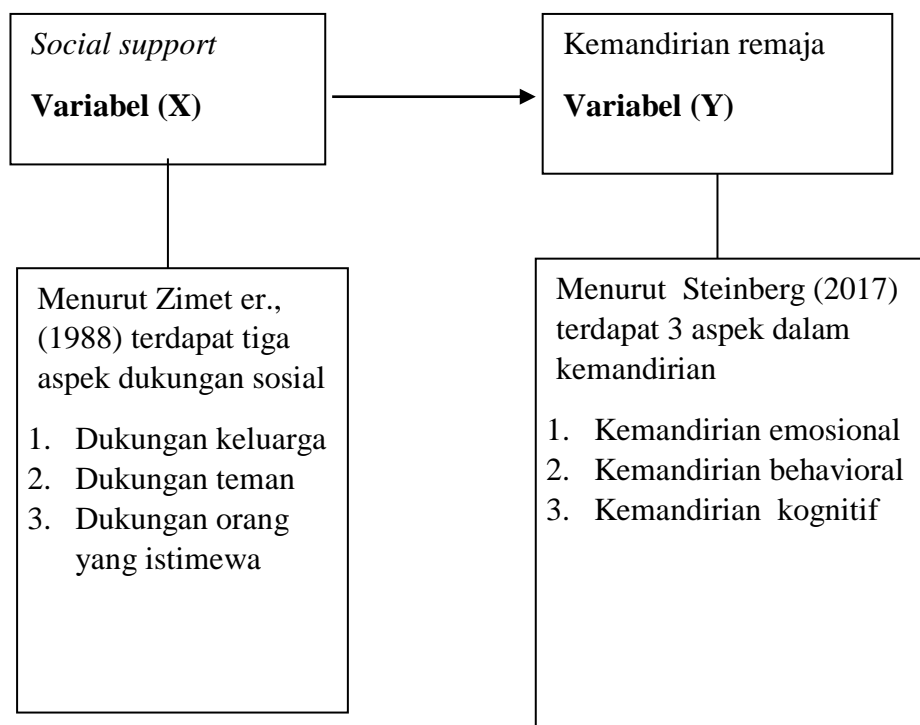 Social support
Variabel (X)
Kemandirian remaja
Variabel (Y)
Menurut Zimet er.,
(1988) terdapat tiga
aspek dukungan sosial
1. Dukungan keluarga
2. Dukungan teman
3. Dukungan orang
yang istimewa
Menurut Steinberg (2017)
terdapat 3 aspek dalam
kemandirian
1. Kemandirian emosional
2. Kemandirian behavioral
3. Kemandirian kognitif